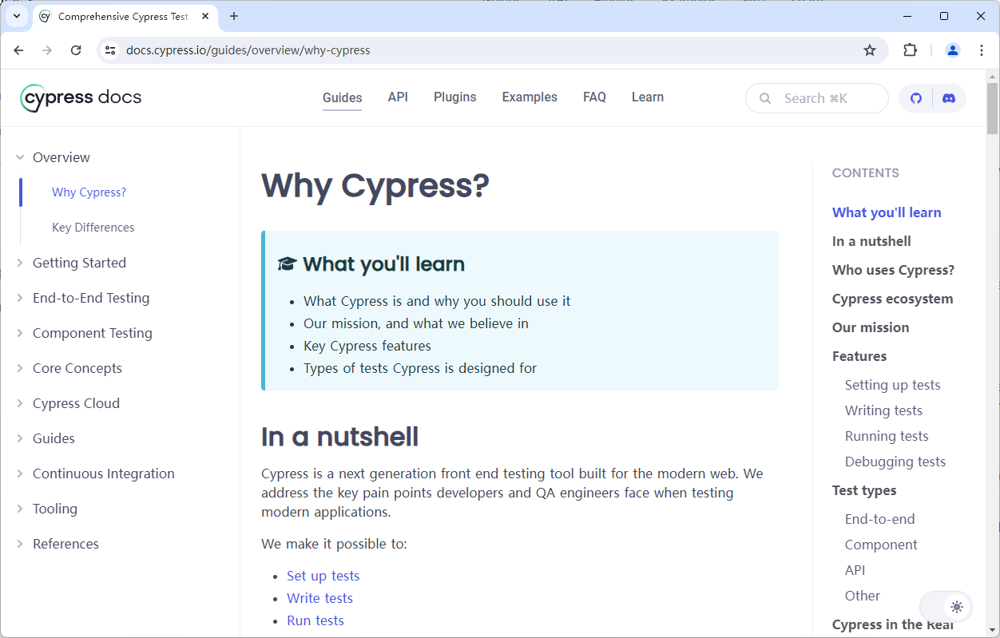 Comprehensive Cypress Test
docs.cypress.io/guides/overview/why-cypress
cypress docs
Guides
API
Plugins
Examples
FAQ
Learn
Search ⌘K
Overview
Why Cypress?
Key Differences
Getting Started
End-to-End Testing
Component Testing
Core Concepts
Cypress Cloud
Guides
Continuous Integration
Tooling
References
Why Cypress?
What you'll learn
• What Cypress is and why you should use it
• Our mission, and what we believe in
• Key Cypress features
• Types of tests Cypress is designed for
In a nutshell
Cypress is a next generation front end testing tool built for the modern web. We
address the key pain points developers and QA engineers face when testing
modern applications.
We make it possible to:
• Set up tests
• Write tests
• Run tests
CONTENTS
What you'll learn
In a nutshell
Who uses Cypress?
Cypress ecosystem
Our mission
Features
Setting up tests
Writing tests
Running tests
Debugging tests
Test types
End-to-end
Component
API
Other
Cypress in the Real